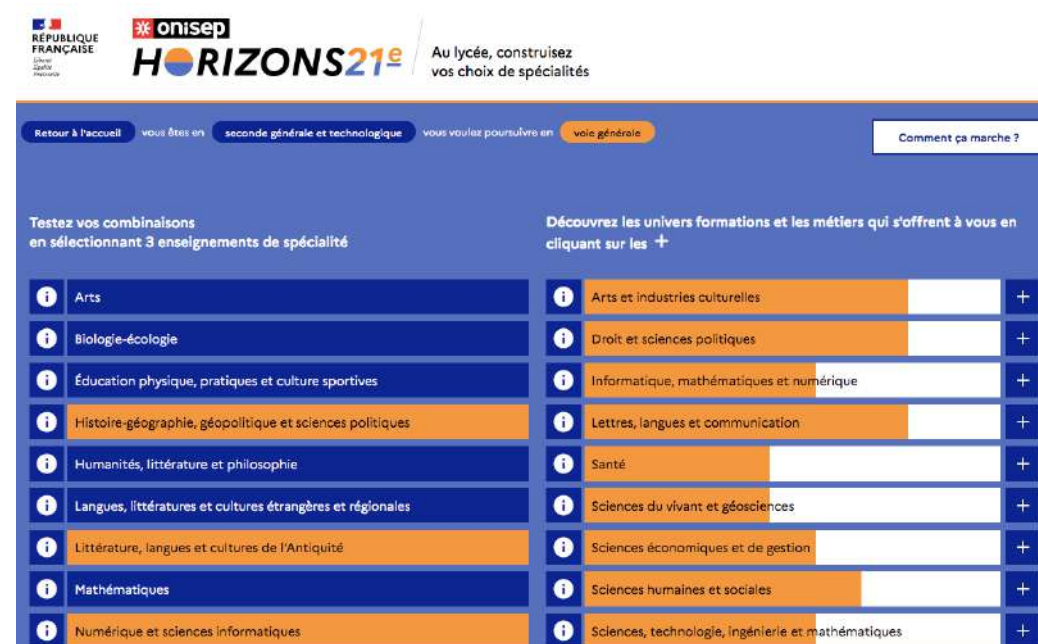 RÉPUBLIQUE
FRANÇAISE
Liberté
Égalité
Fraternité
onisep
HORIZONS21e
Au lycée, construisez
vos choix de spécialités
Retour à l'accueil vous êtes en seconde générale et technologique vous voulez poursuivre en voie générale
Comment ça marche ?
Testez vos combinaisons
en sélectionnant 3 enseignements de spécialité
Découvrez les univers formations et les métiers qui s'offrent à vous en
cliquant sur les +
i Arts
i Biologie-écologie
i Éducation physique, pratiques et culture sportives
i Histoire-géographie, géopolitique et sciences politiques
i Humanités, littérature et philosophie
i Langues, littératures et cultures étrangères et régionales
i Littérature, langues et cultures de l'Antiquité
i Mathématiques
i Numérique et sciences informatiques
i Arts et industries culturelles +
i Droit et sciences politiques +
i Informatique, mathématiques et numérique +
i Lettres, langues et communication +
i Santé +
i Sciences du vivant et géosciences +
i Sciences économiques et de gestion +
i Sciences humaines et sociales +
i Sciences, technologie, ingénierie et mathématiques +